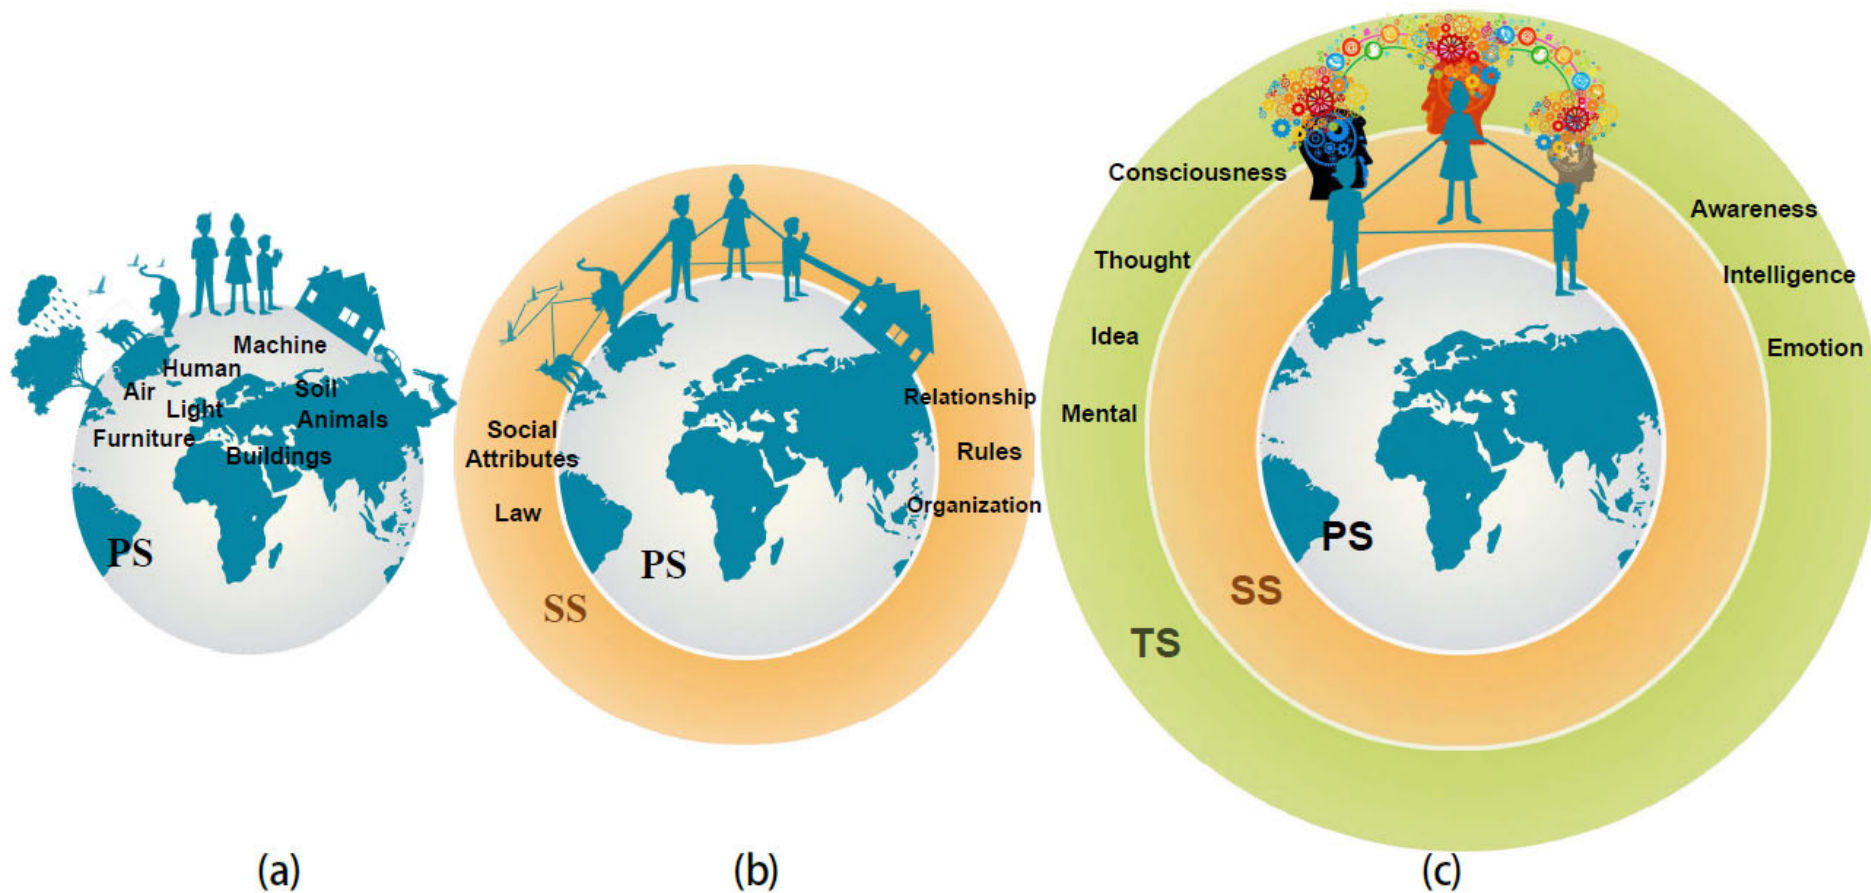 Machine
Human
Air
Soil
Light
Animals
Furniture
Buildings
PS
(a)
Social
Attributes
Law
Relationship
Rules
Organization
PS
SS
(b)
Consciousness
Thought
Idea
Mental
Awareness
Intelligence
Emotion
PS
SS
TS
(c)